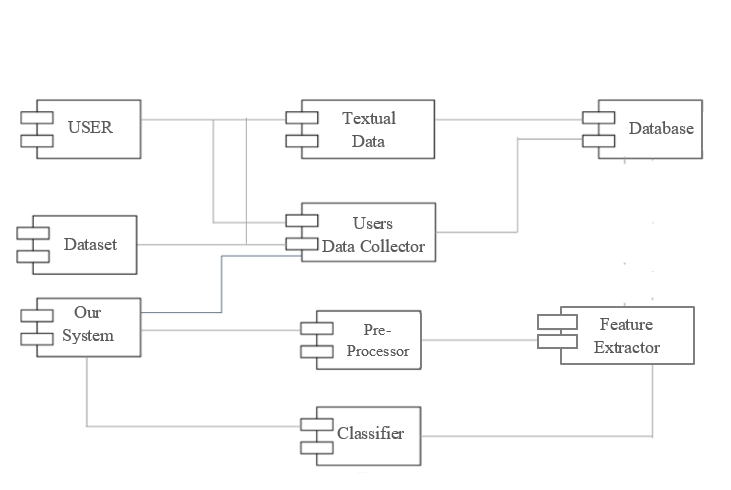 USER
Textual
Data
Database
Dataset
Users
Data Collector
Our
System
Pre-
Processor
Feature
Extractor
Classifier